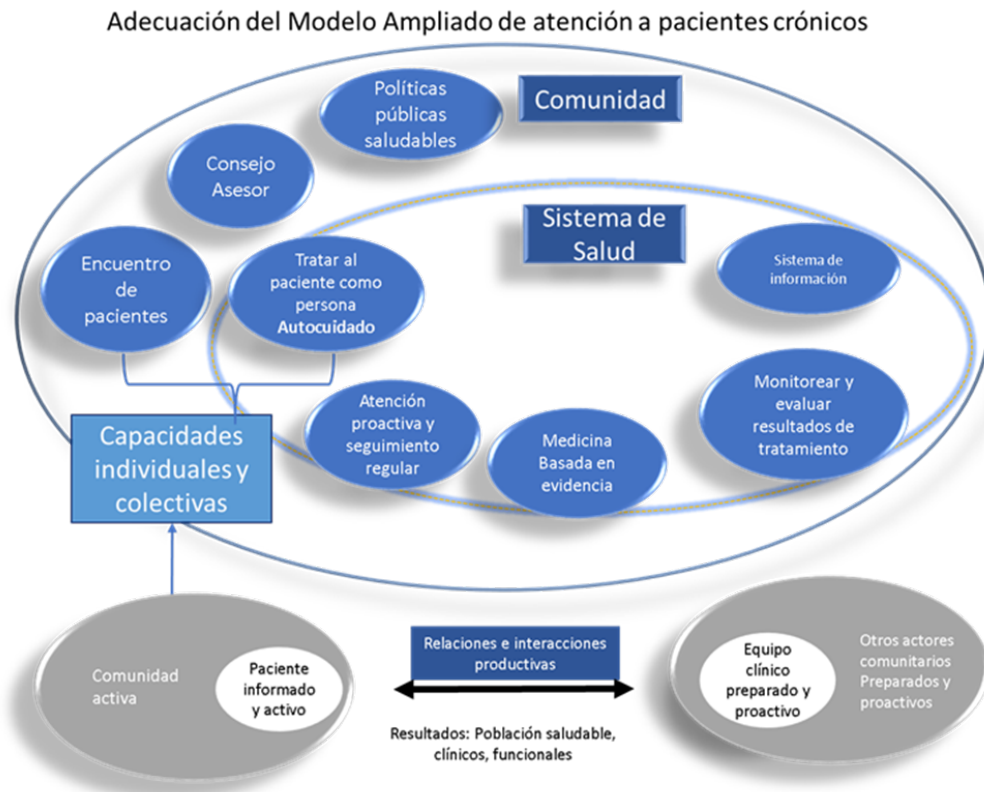 Adecuación del Modelo Ampliado de atención a pacientes crónicos
Políticas
públicas
saludables
Comunidad
Consejo
Asesor
Sistema de
Salud
Encuentro
de
pacientes
Tratar al
paciente como
persona
Autocuidado
Sistema de
información
Atención
proactiva y
seguimiento
regular
Medicina
Basada en
evidencia
Monitorear y
evaluar
resultados de
tratamiento
Capacidades
individuales y
colectivas
Comunidad
activa
Paciente
informado
y activo
Relaciones e interacciones
productivas
Resultados: Población saludable,
clínicos, funcionales
Equipo
clínico
preparado y
proactivo
Otros actores
comunitarios
Preparados y
proactivos